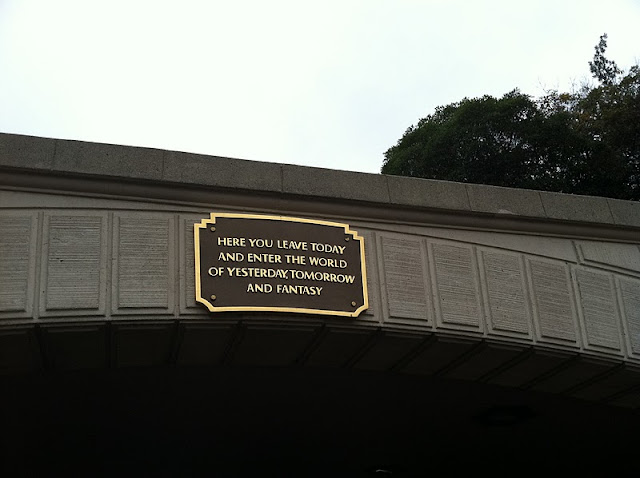 HERE YOU LEAVE TODAY
AND ENTER THE WORLD
OF YESTERDAY, TOMORROW
AND FANTASY